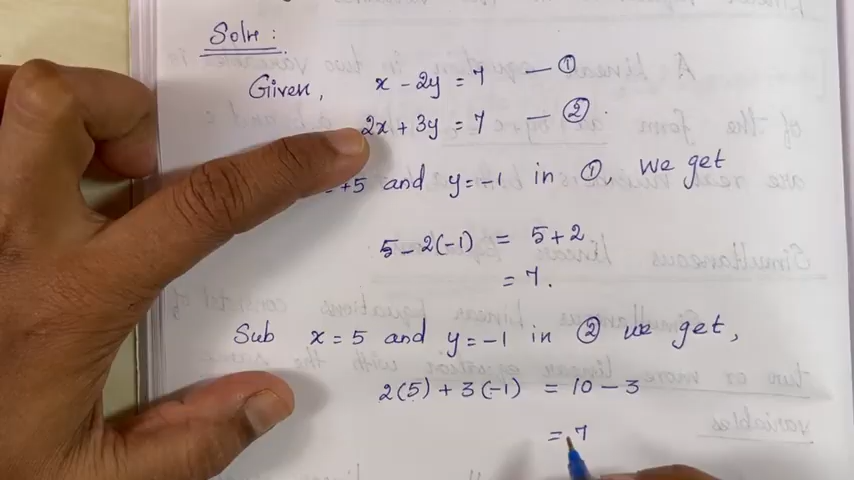 Solve :
Given, x - 2y = 7 — ①
2x + 3y = 7 — ②
= +5 and y = -1 in ①, we get
5 - 2(-1) = 5 + 2
= 7.
Sub x = 5 and y = -1 in ② we get,
2(5) + 3(-1) = 10 - 3
= 7